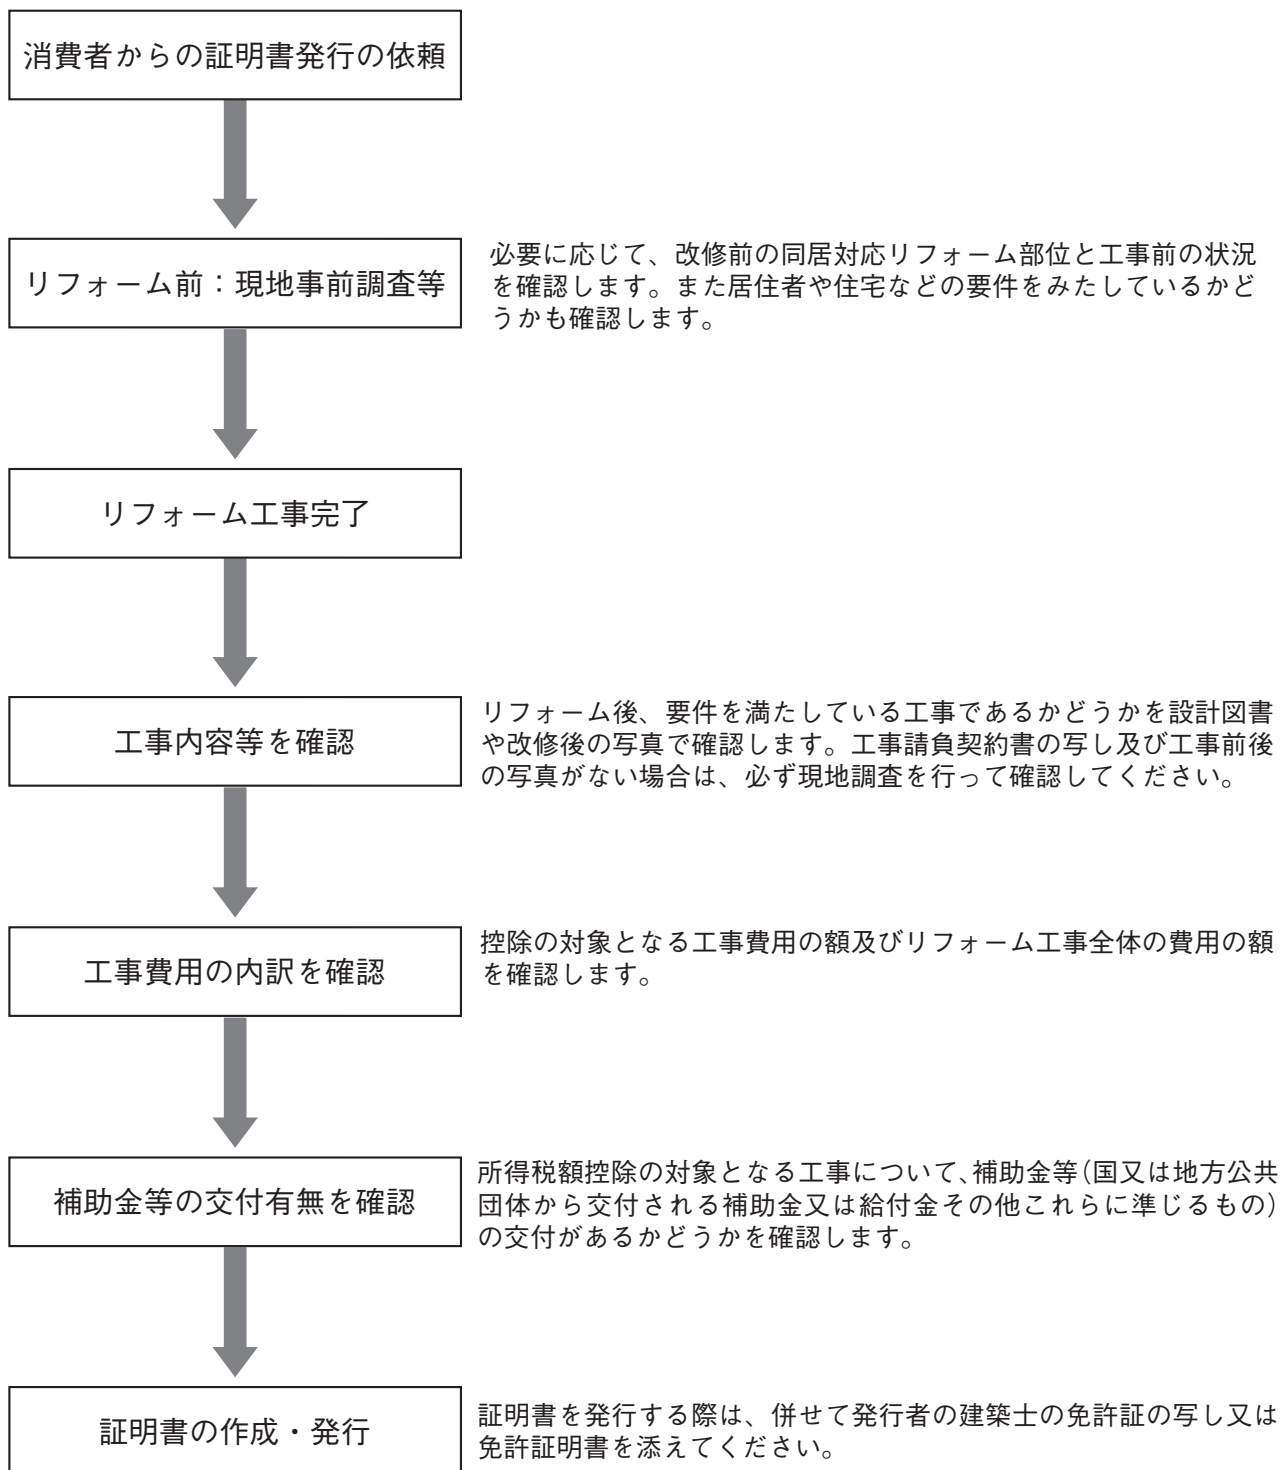 消費者からの証明書発行の依頼
リフォーム前：現地事前調査等
必要に応じて、改修前の同居対応リフォーム部位と工事前の状況
を確認します。また居住者や住宅などの要件をみたしているかど
うかも確認します。
リフォーム工事完了
工事内容等を確認
リフォーム後、要件を満たしている工事であるかどうかを設計図書
や改修後の写真で確認します。工事請負契約書の写し及び工事前後
の写真がない場合は、必ず現地調査を行って確認してください。
工事費用の内訳を確認
控除の対象となる工事費用の額及びリフォーム工事全体の費用の額
を確認します。
補助金等の交付有無を確認
所得税額控除の対象となる工事について、補助金等（国又は地方公共
団体から交付される補助金又は給付金その他これらに準じるもの）
の交付があるかどうかを確認します。
証明書の作成・発行
証明書を発行する際は、併せて発行者の建築士の免許証の写し又は
免許証明書を添えてください。